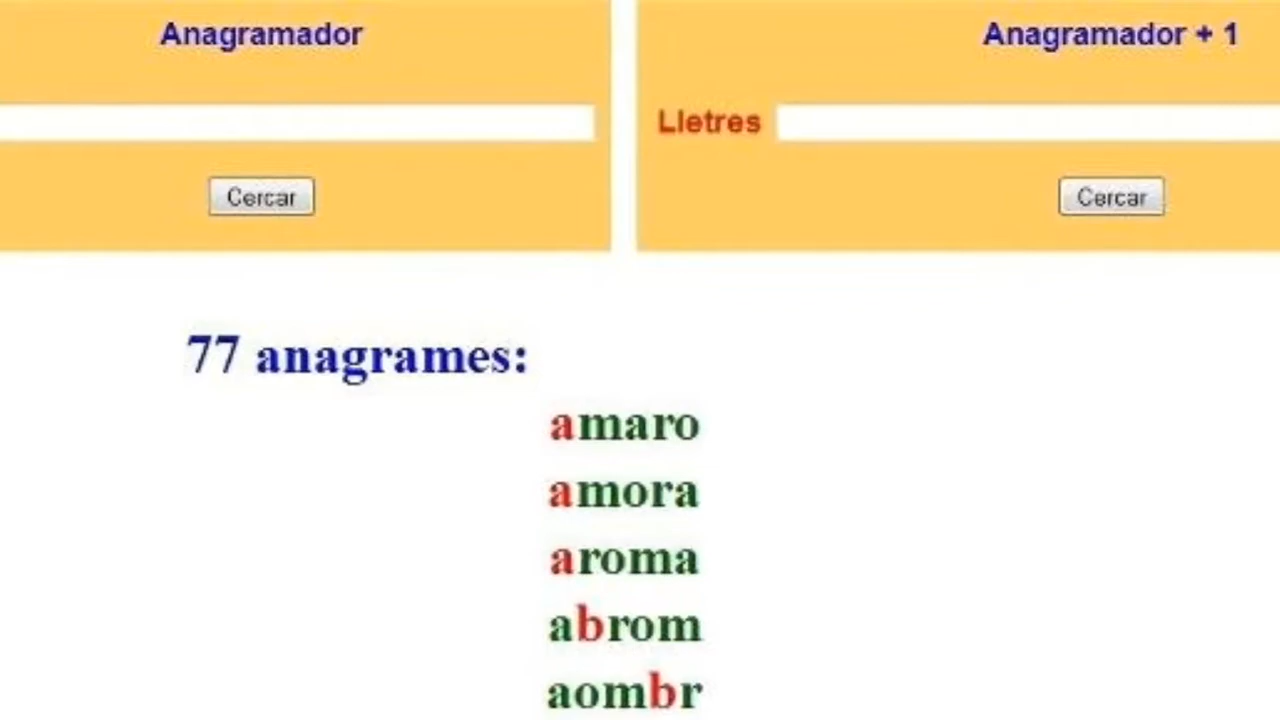 Anagramador
Anagramador + 1
Lletres
Cercar
Cercar
77 anagrames:
amaro
amora
aroma
abrom
aombr